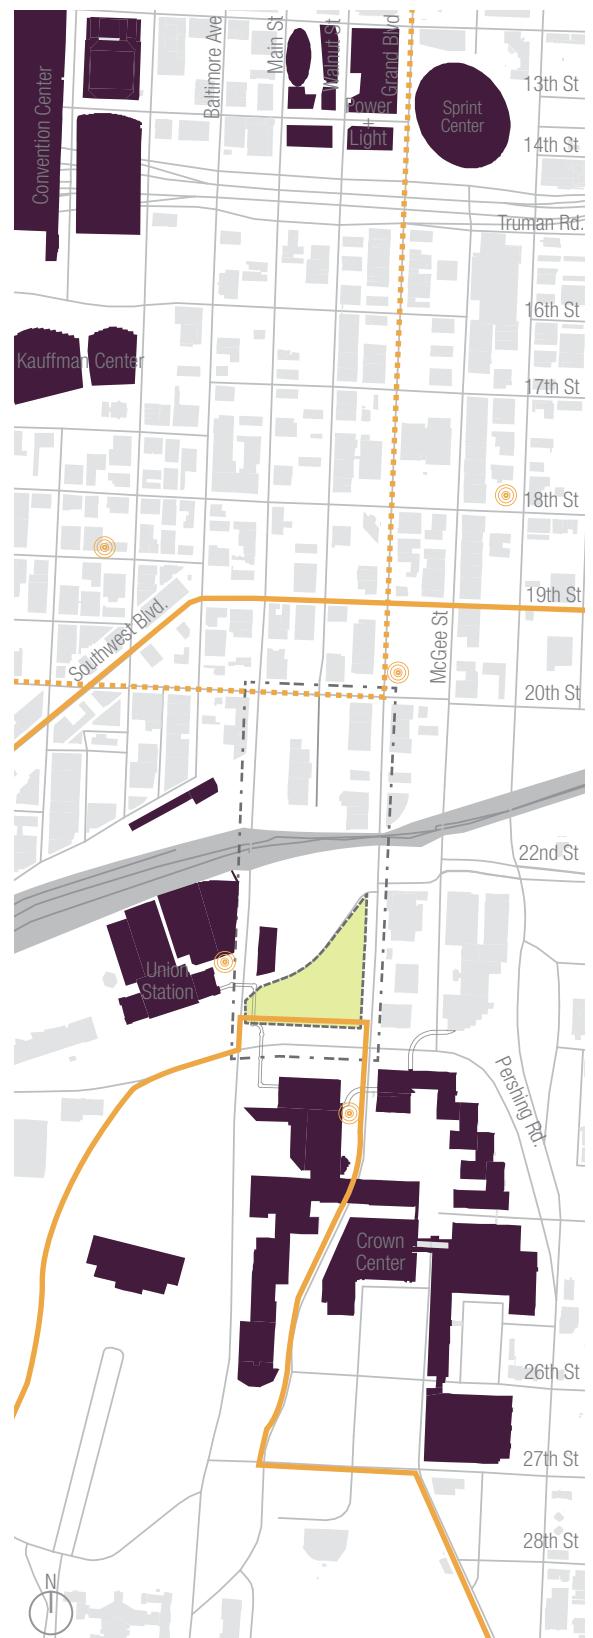 Convention Center
Baltimore Ave
Main St
Walnut St
Grand Blvd
Power
+
Light
Sprint
Center
13th St
14th St
Truman Rd.
16th St
Kauffman Center
17th St
18th St
19th St
Southwest Blvd.
McGee St
20th St
22nd St
Union
Station
Pershing Rd.
Crown
Center
26th St
27th St
28th St
N